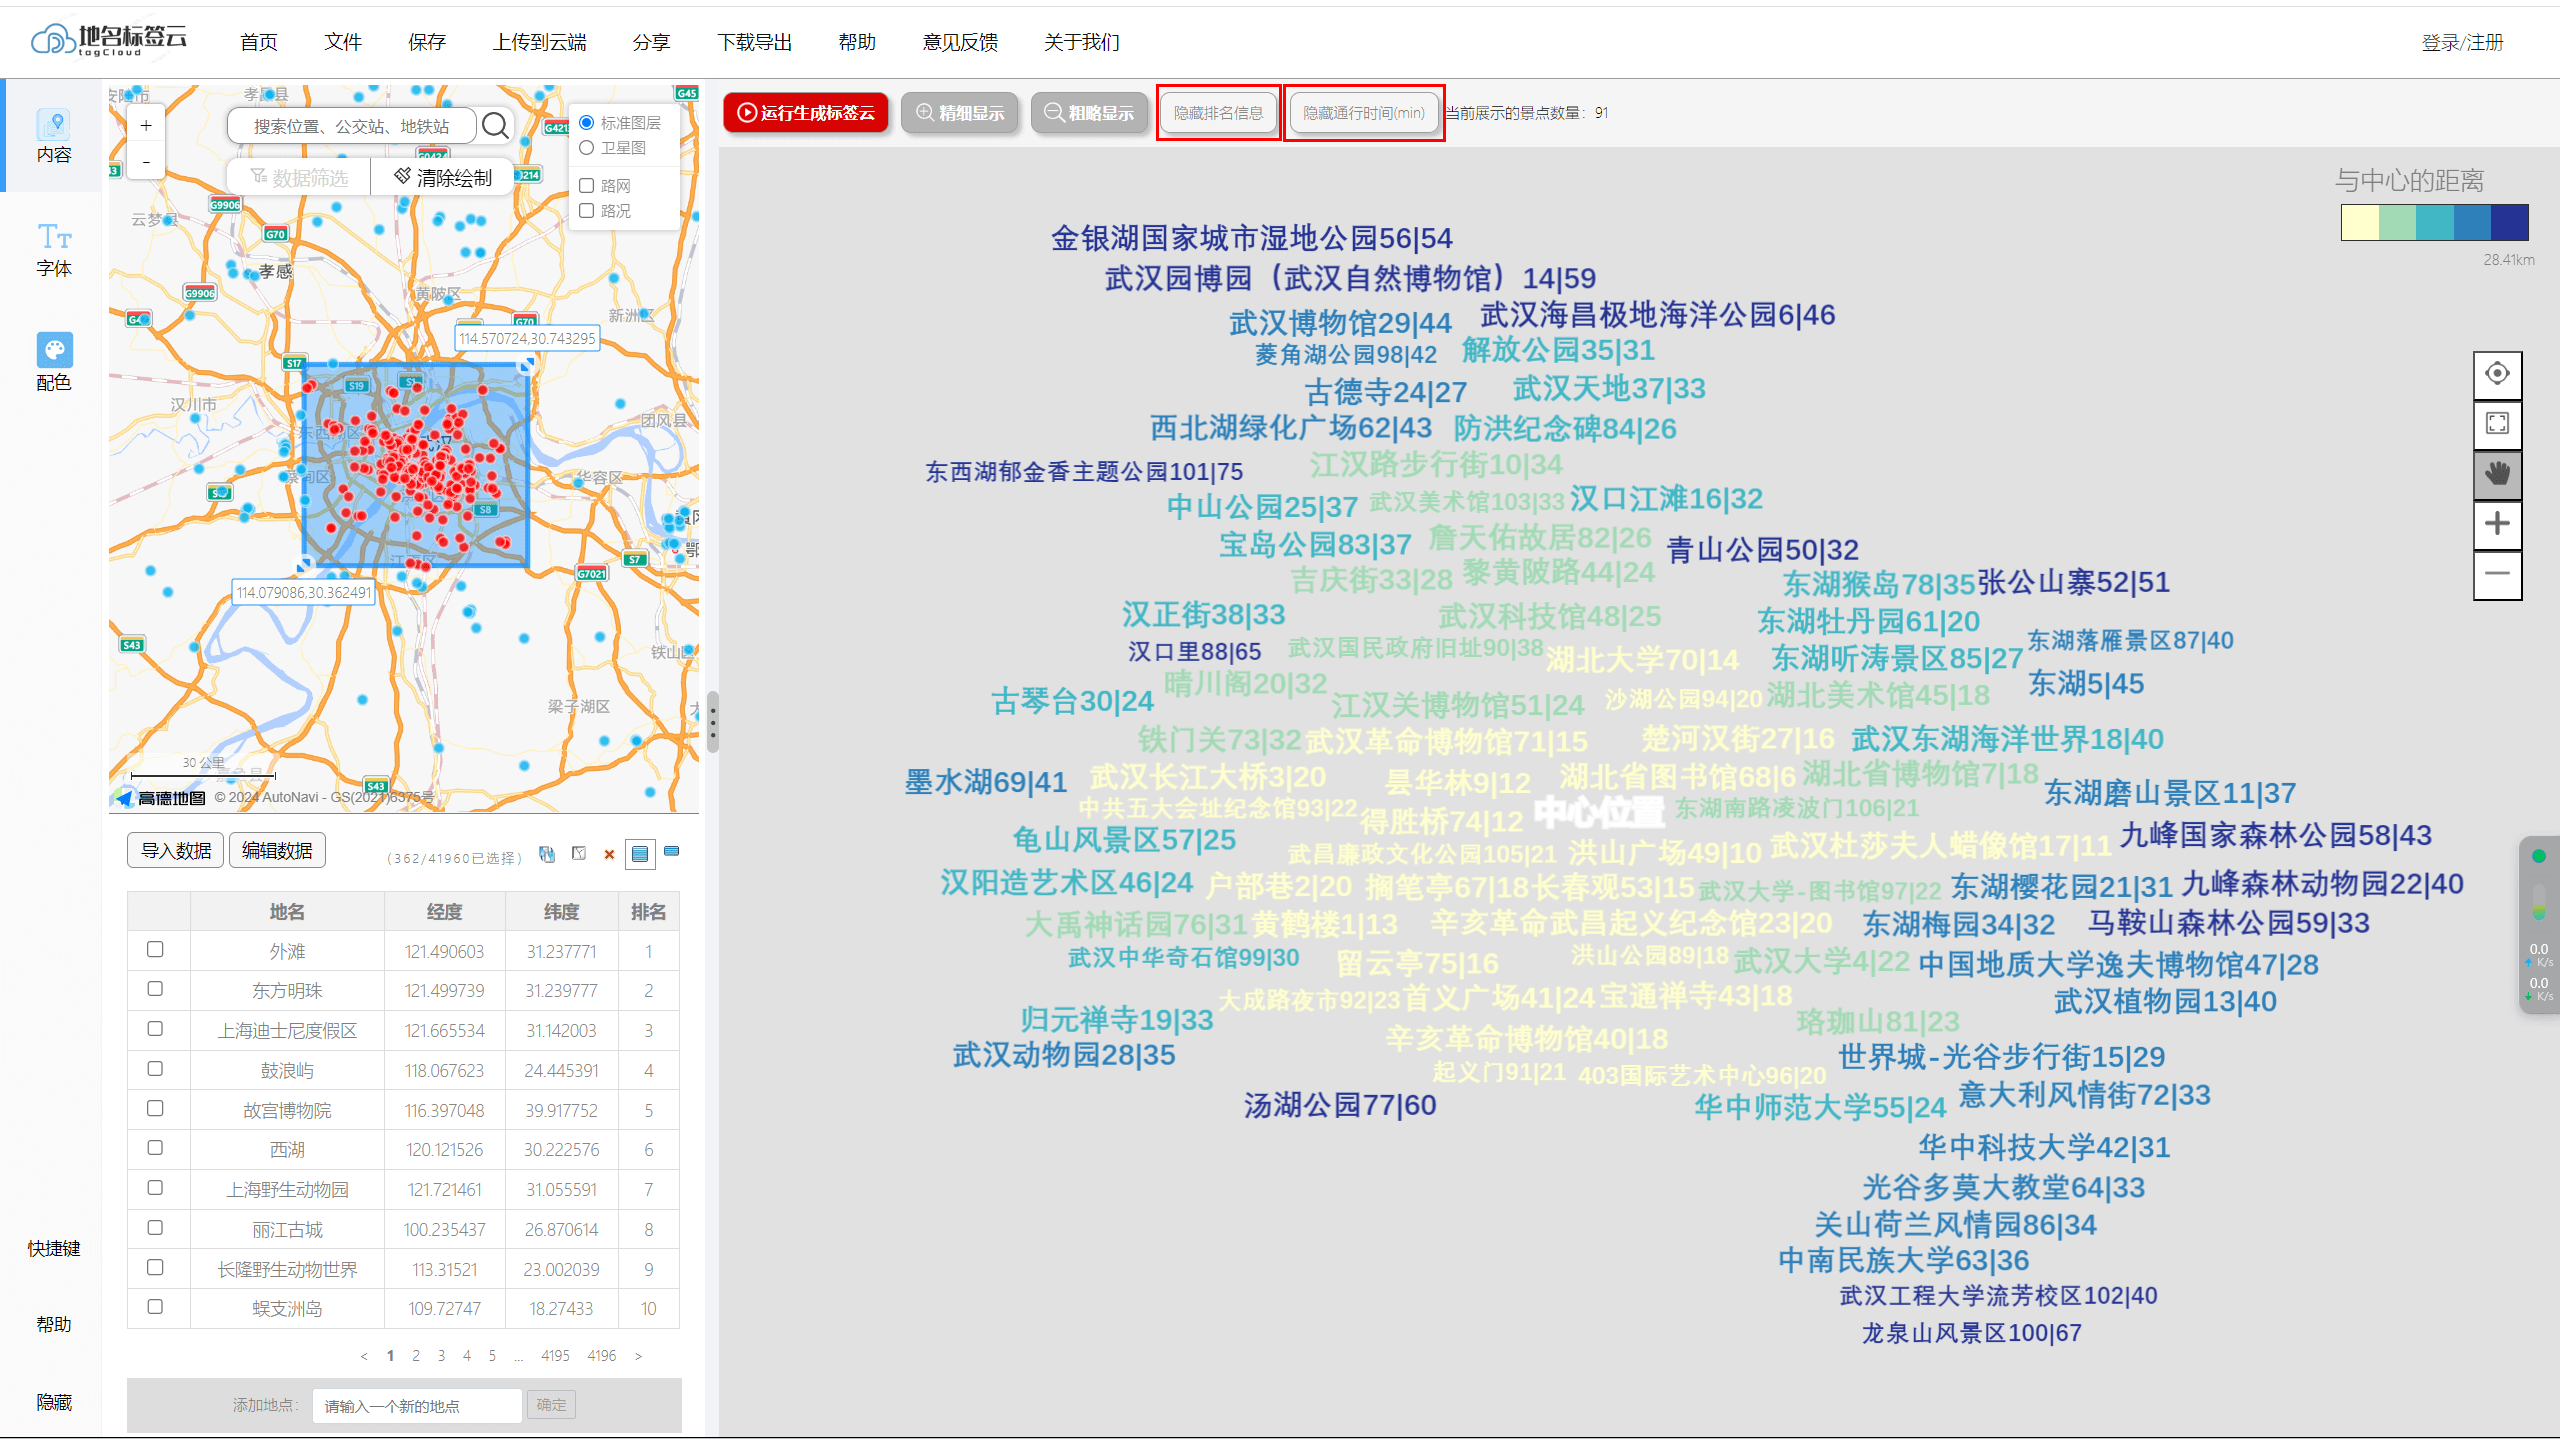 地名标签云
tagCloud
首页 文件 保存 上传到云端 分享 下载导出 帮助 意见反馈 关于我们 登录/注册
内容
字体
配色
快捷键
帮助
隐藏
+
-
搜索位置、公交站、地铁站
数据筛选 清除绘制
标准图层
卫星图
路网
路况
G45
G4213
G0424
G9906
G70
云梦县
孝感
G9906
黄陂区
新洲区
G70
114.570724,30.743295
S17
S19
汉川市
团风县
东西湖区
蔡甸区
华容区
S8
江夏区
S7
G7021
114.079086,30.362491
S43
铁山区
梁子湖区
30 公里
S43
高德地图 © 2024 AutoNavi - GS(2021)6375号
导入数据 编辑数据 (362/41960已选择)
地名 经度 纬度 排名
外滩 121.490603 31.237771 1
东方明珠 121.499739 31.239777 2
上海迪士尼度假区 121.665534 31.142003 3
鼓浪屿 118.067623 24.445391 4
故宫博物院 116.397048 39.917752 5
西湖 120.121526 30.222576 6
上海野生动物园 121.721461 31.055591 7
丽江古城 100.235437 26.870614 8
长隆野生动物世界 113.31521 23.002039 9
蜈支洲岛 109.72747 18.27433 10
< 1 2 3 4 5 ... 4195 4196 >
添加地点: 请输入一个新的地点 确定
运行生成标签云 精细显示 粗略显示 隐藏排名信息 隐藏通行时间(min) 当前展示的景点数量：91
与中心的距离
28.41km
金银湖国家城市湿地公园56|54
武汉园博园（武汉自然博物馆）14|59
武汉博物馆29|44 武汉海昌极地海洋公园6|46
菱角湖公园98|42 解放公园35|31
古德寺24|27 武汉天地37|33
西北湖绿化广场62|43 防洪纪念碑84|26
东西湖郁金香主题公园101|75 江汉路步行街10|34
中山公园25|37 武汉美术馆103|33 汉口江滩16|32
宝岛公园83|37 詹天佑故居82|26 青山公园50|32
吉庆街33|28 黎黄陂路44|24 东湖猴岛78|35 张公山寨52|51
汉正街38|33 武汉科技馆48|25 东湖牡丹园61|20
汉口里88|65 武汉国民政府旧址90|38 湖北大学70|14 东湖听涛景区85|27 东湖落雁景区87|40
古琴台30|24 晴川阁20|32 江汉关博物馆51|24 沙湖公园94|20 湖北美术馆45|18 东湖5|45
铁门关73|32 武汉革命博物馆71|15 楚河汉街27|16 武汉东湖海洋世界18|40
墨水湖69|41 武汉长江大桥3|20 昙华林9|12 湖北省图书馆68|6 湖北省博物馆7|18 东湖磨山景区11|37
中共五大会址纪念馆93|22 得胜桥74|12 中心位置 东湖南路凌波门106|21
龟山风景区57|25 武昌廉政文化公园105|21 洪山广场49|10 武汉杜莎夫人蜡像馆17|11 九峰国家森林公园58|43
汉阳造艺术区46|24 户部巷2|20 搁笔亭67|18 长春观53|15 武汉大学-图书馆97|22 东湖樱花园21|31 九峰森林动物园22|40
大禹神话园76|31 黄鹤楼1|13 辛亥革命武昌起义纪念馆23|20 东湖梅园34|32 马鞍山森林公园59|33
武汉中华奇石馆99|30 留云亭75|16 洪山公园89|18 武汉大学4|22 中国地质大学逸夫博物馆47|28
大成路夜市92|23 首义广场41|24 宝通禅寺43|18 武汉植物园13|40
归元禅寺19|33 辛亥革命博物馆40|18 珞珈山81|23
武汉动物园28|35 起义门91|21 403国际艺术中心96|20 世界城-光谷步行街15|29
汤湖公园77|60 华中师范大学55|24 意大利风情街72|33
华中科技大学42|31
光谷多莫大教堂64|33
关山荷兰风情园86|34
中南民族大学63|36
武汉工程大学流芳校区102|40
龙泉山风景区100|67
0.0
K/s
0.0
K/s